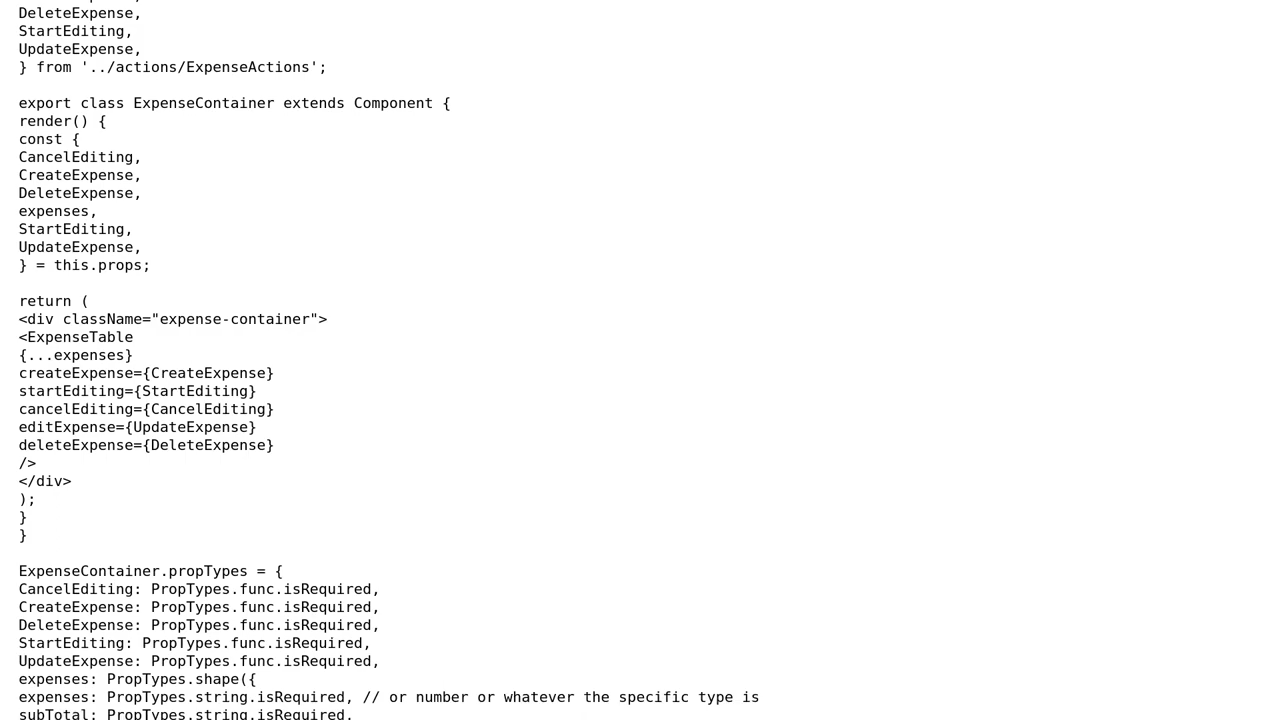 DeleteExpense,
StartEditing,
UpdateExpense,
} from '../actions/ExpenseActions';

export class ExpenseContainer extends Component {
render() {
const {
CancelEditing,
CreateExpense,
DeleteExpense,
expenses,
StartEditing,
UpdateExpense,
} = this.props;

return (
<div className="expense-container">
<ExpenseTable
{...expenses}
createExpense={CreateExpense}
startEditing={StartEditing}
cancelEditing={CancelEditing}
editExpense={UpdateExpense}
deleteExpense={DeleteExpense}
/>
</div>
);
}
}

ExpenseContainer.propTypes = {
CancelEditing: PropTypes.func.isRequired,
CreateExpense: PropTypes.func.isRequired,
DeleteExpense: PropTypes.func.isRequired,
StartEditing: PropTypes.func.isRequired,
UpdateExpense: PropTypes.func.isRequired,
expenses: PropTypes.shape({
expenses: PropTypes.string.isRequired, // or number or whatever the specific type is
subTotal: PropTypes.string.isRequired,